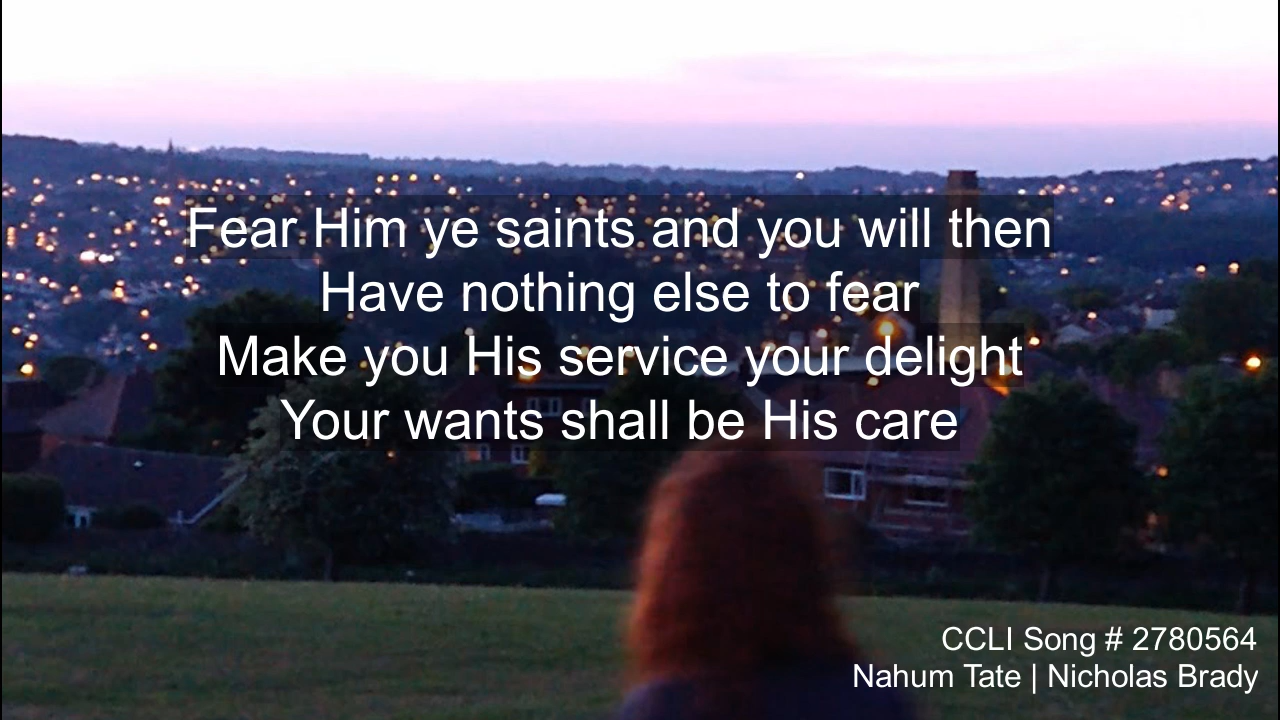 Fear Him ye saints and you will then
Have nothing else to fear
Make you His service your delight
Your wants shall be His care
CCLI Song # 2780564
Nahum Tate | Nicholas Brady